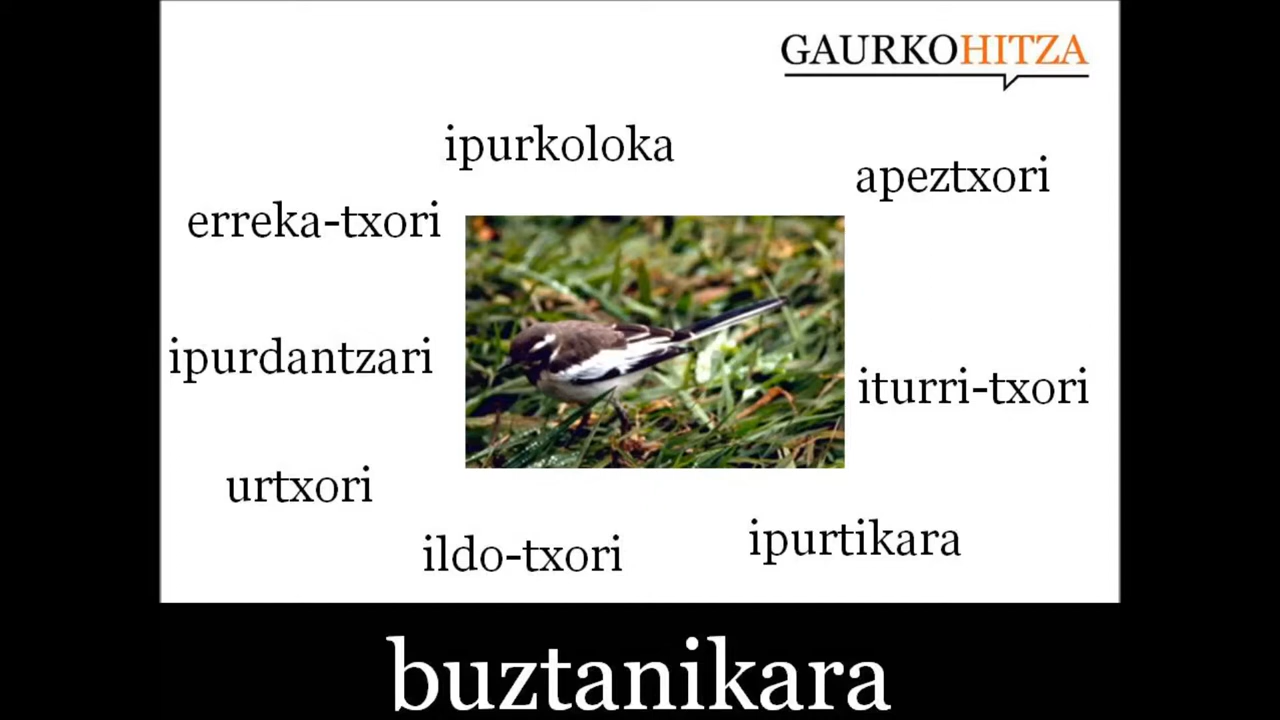 GAURKOHITZA
ipurkoloka
apeztxori
erreka-txori
ipurdantzari
iturri-txori
urtxori
ildo-txori
ipurtikara
buztanikara